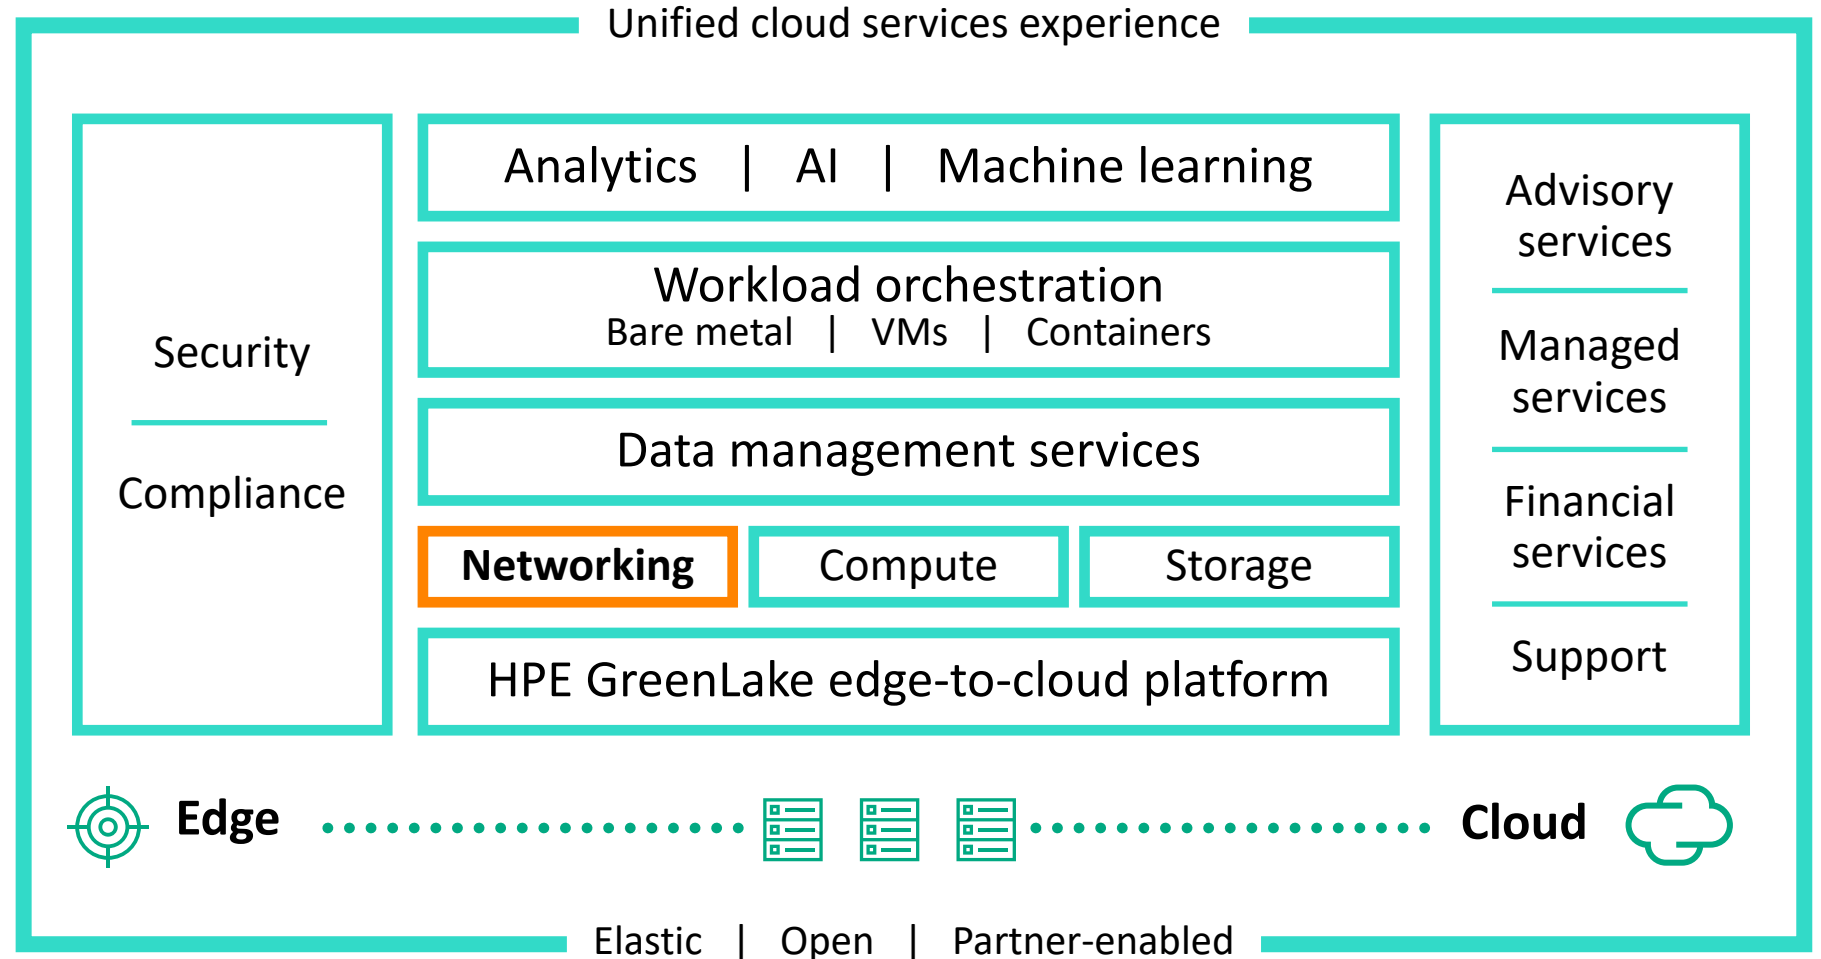 Unified cloud services experience
Security
Compliance
Analytics | AI | Machine learning
Workload orchestration
Bare metal | VMs | Containers
Data management services
Networking
Compute
Storage
HPE GreenLake edge-to-cloud platform
Advisory
services
Managed
services
Financial
services
Support
Edge
Cloud
Elastic | Open | Partner-enabled